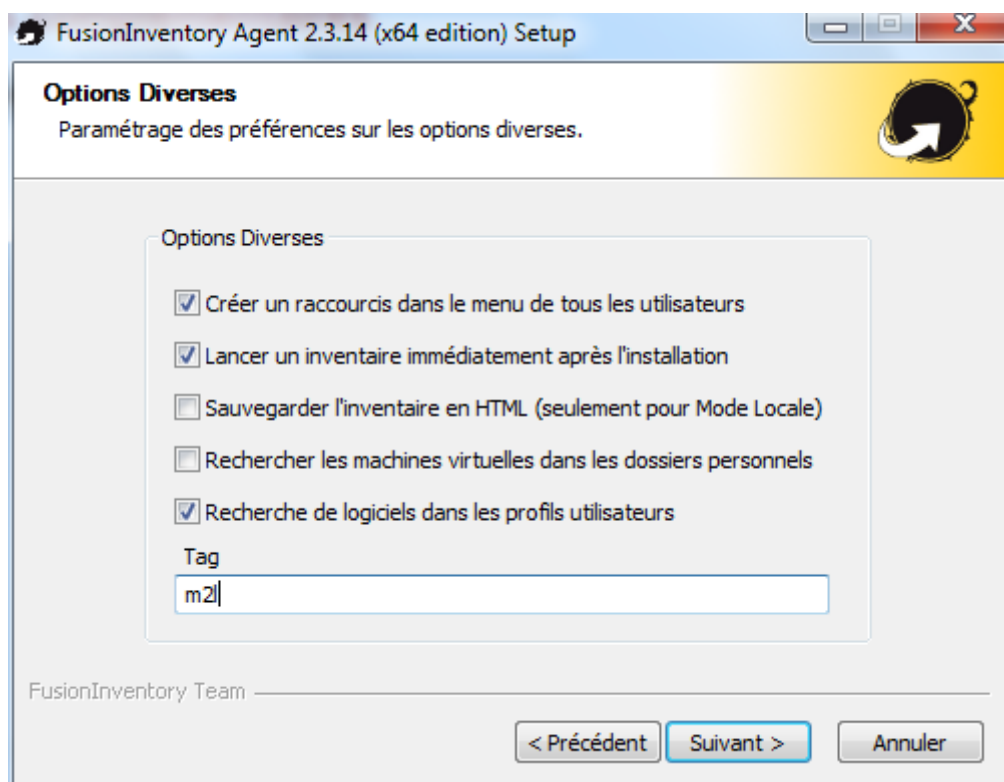 FusionInventory Agent 2.3.14 (x64 edition) Setup
Options Diverses
Paramétrage des préférences sur les options diverses.
Options Diverses
Créer un raccourcis dans le menu de tous les utilisateurs
Lancer un inventaire immédiatement après l'installation
Sauvegarder l'inventaire en HTML (seulement pour Mode Locale)
Rechercher les machines virtuelles dans les dossiers personnels
Recherche de logiciels dans les profils utilisateurs
Tag
m2l
FusionInventory Team
< Précédent Suivant > Annuler